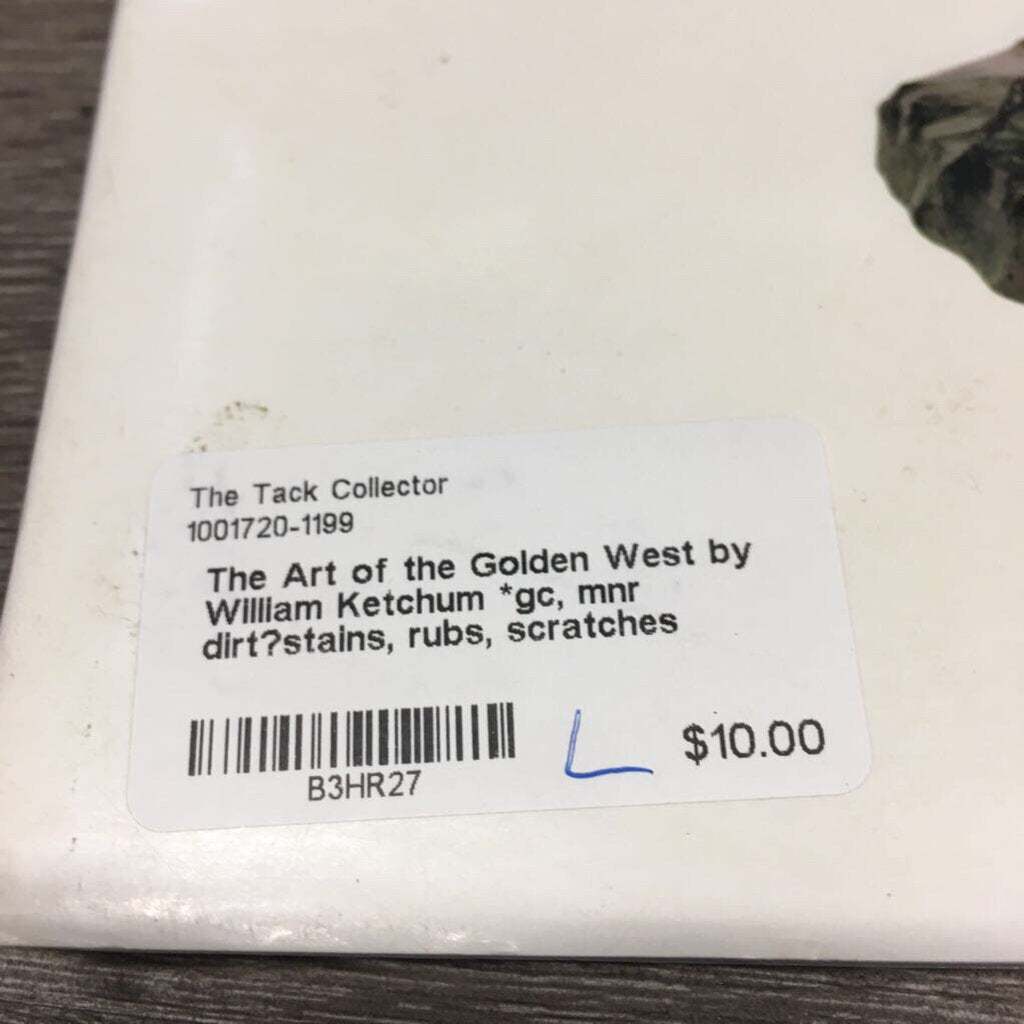 The Tack Collector
1001720-1199
The Art of the Golden West by
William Ketchum *gc, mnr
dirt?stains, rubs, scratches
B3HR27
L
$10.00